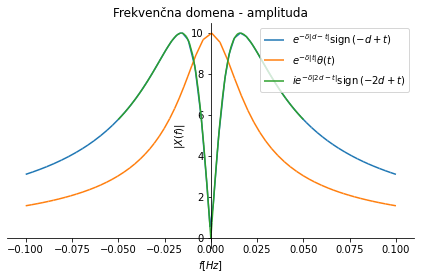 Frekvenčna domena - amplituda
10
8
6
4
2
0
|X(f)|
e^{-δ|d-t|} sign (-d + t)
e^{-δ|t|}θ(t)
ie^{-δ|2d-t|} sign (-2d + t)
−0.100 −0.075 −0.050 −0.025 0.000 0.025 0.050 0.075 0.100
f[Hz]